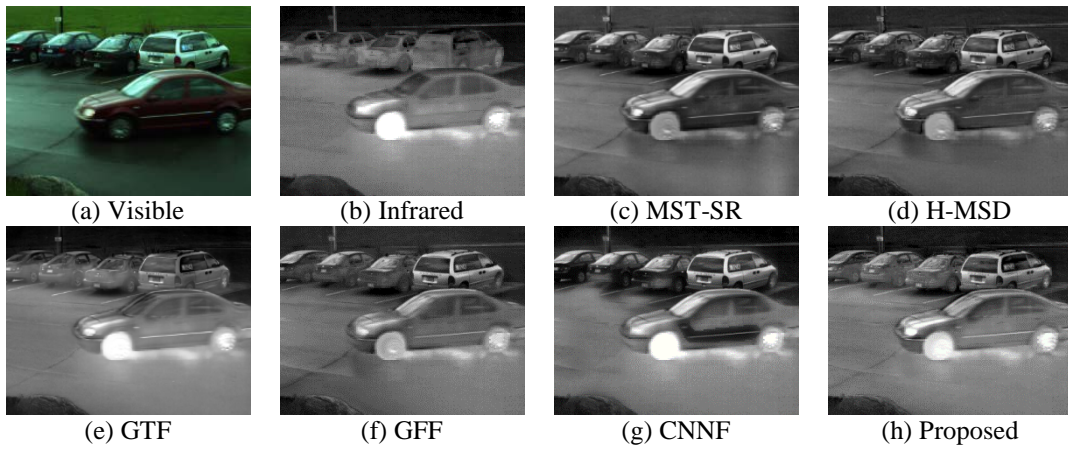 (a) Visible
(b) Infrared
(c) MST-SR
(d) H-MSD
(e) GTF
(f) GFF
(g) CNNF
(h) Proposed